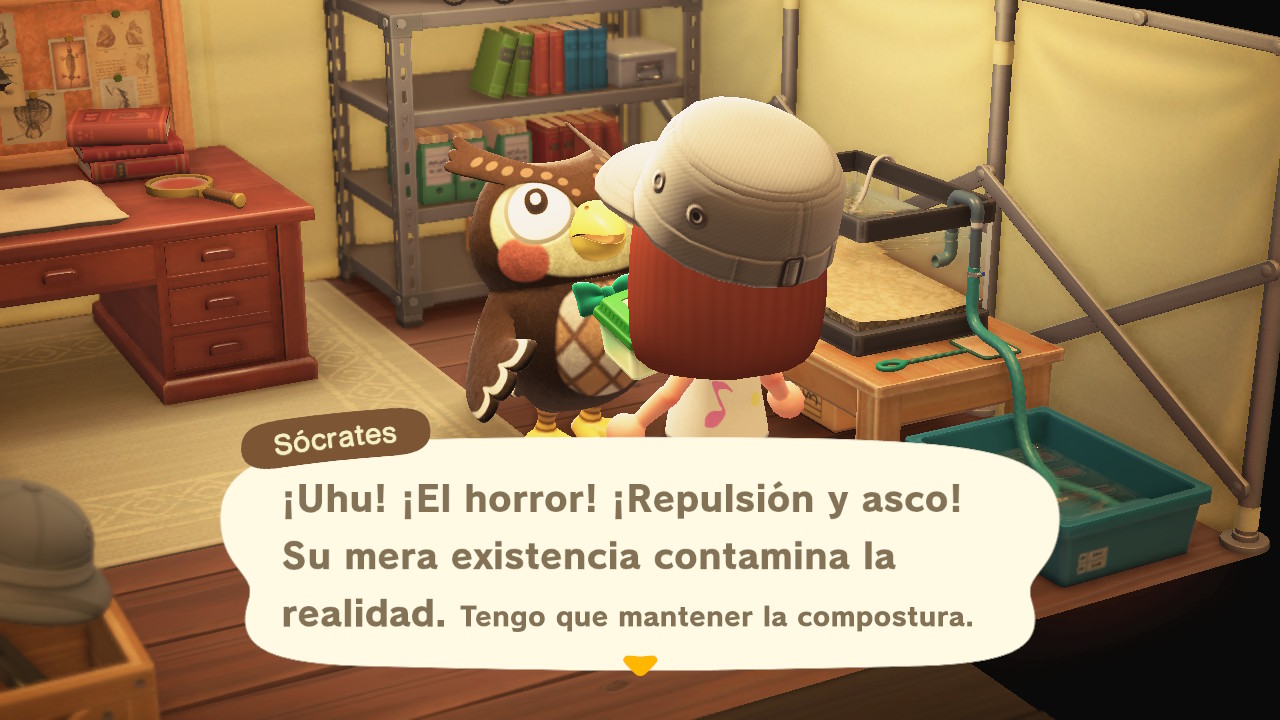 Sócrates
¡Uhu! ¡El horror! ¡Repulsión y asco!
Su mera existencia contamina la
realidad. Tengo que mantener la compostura.